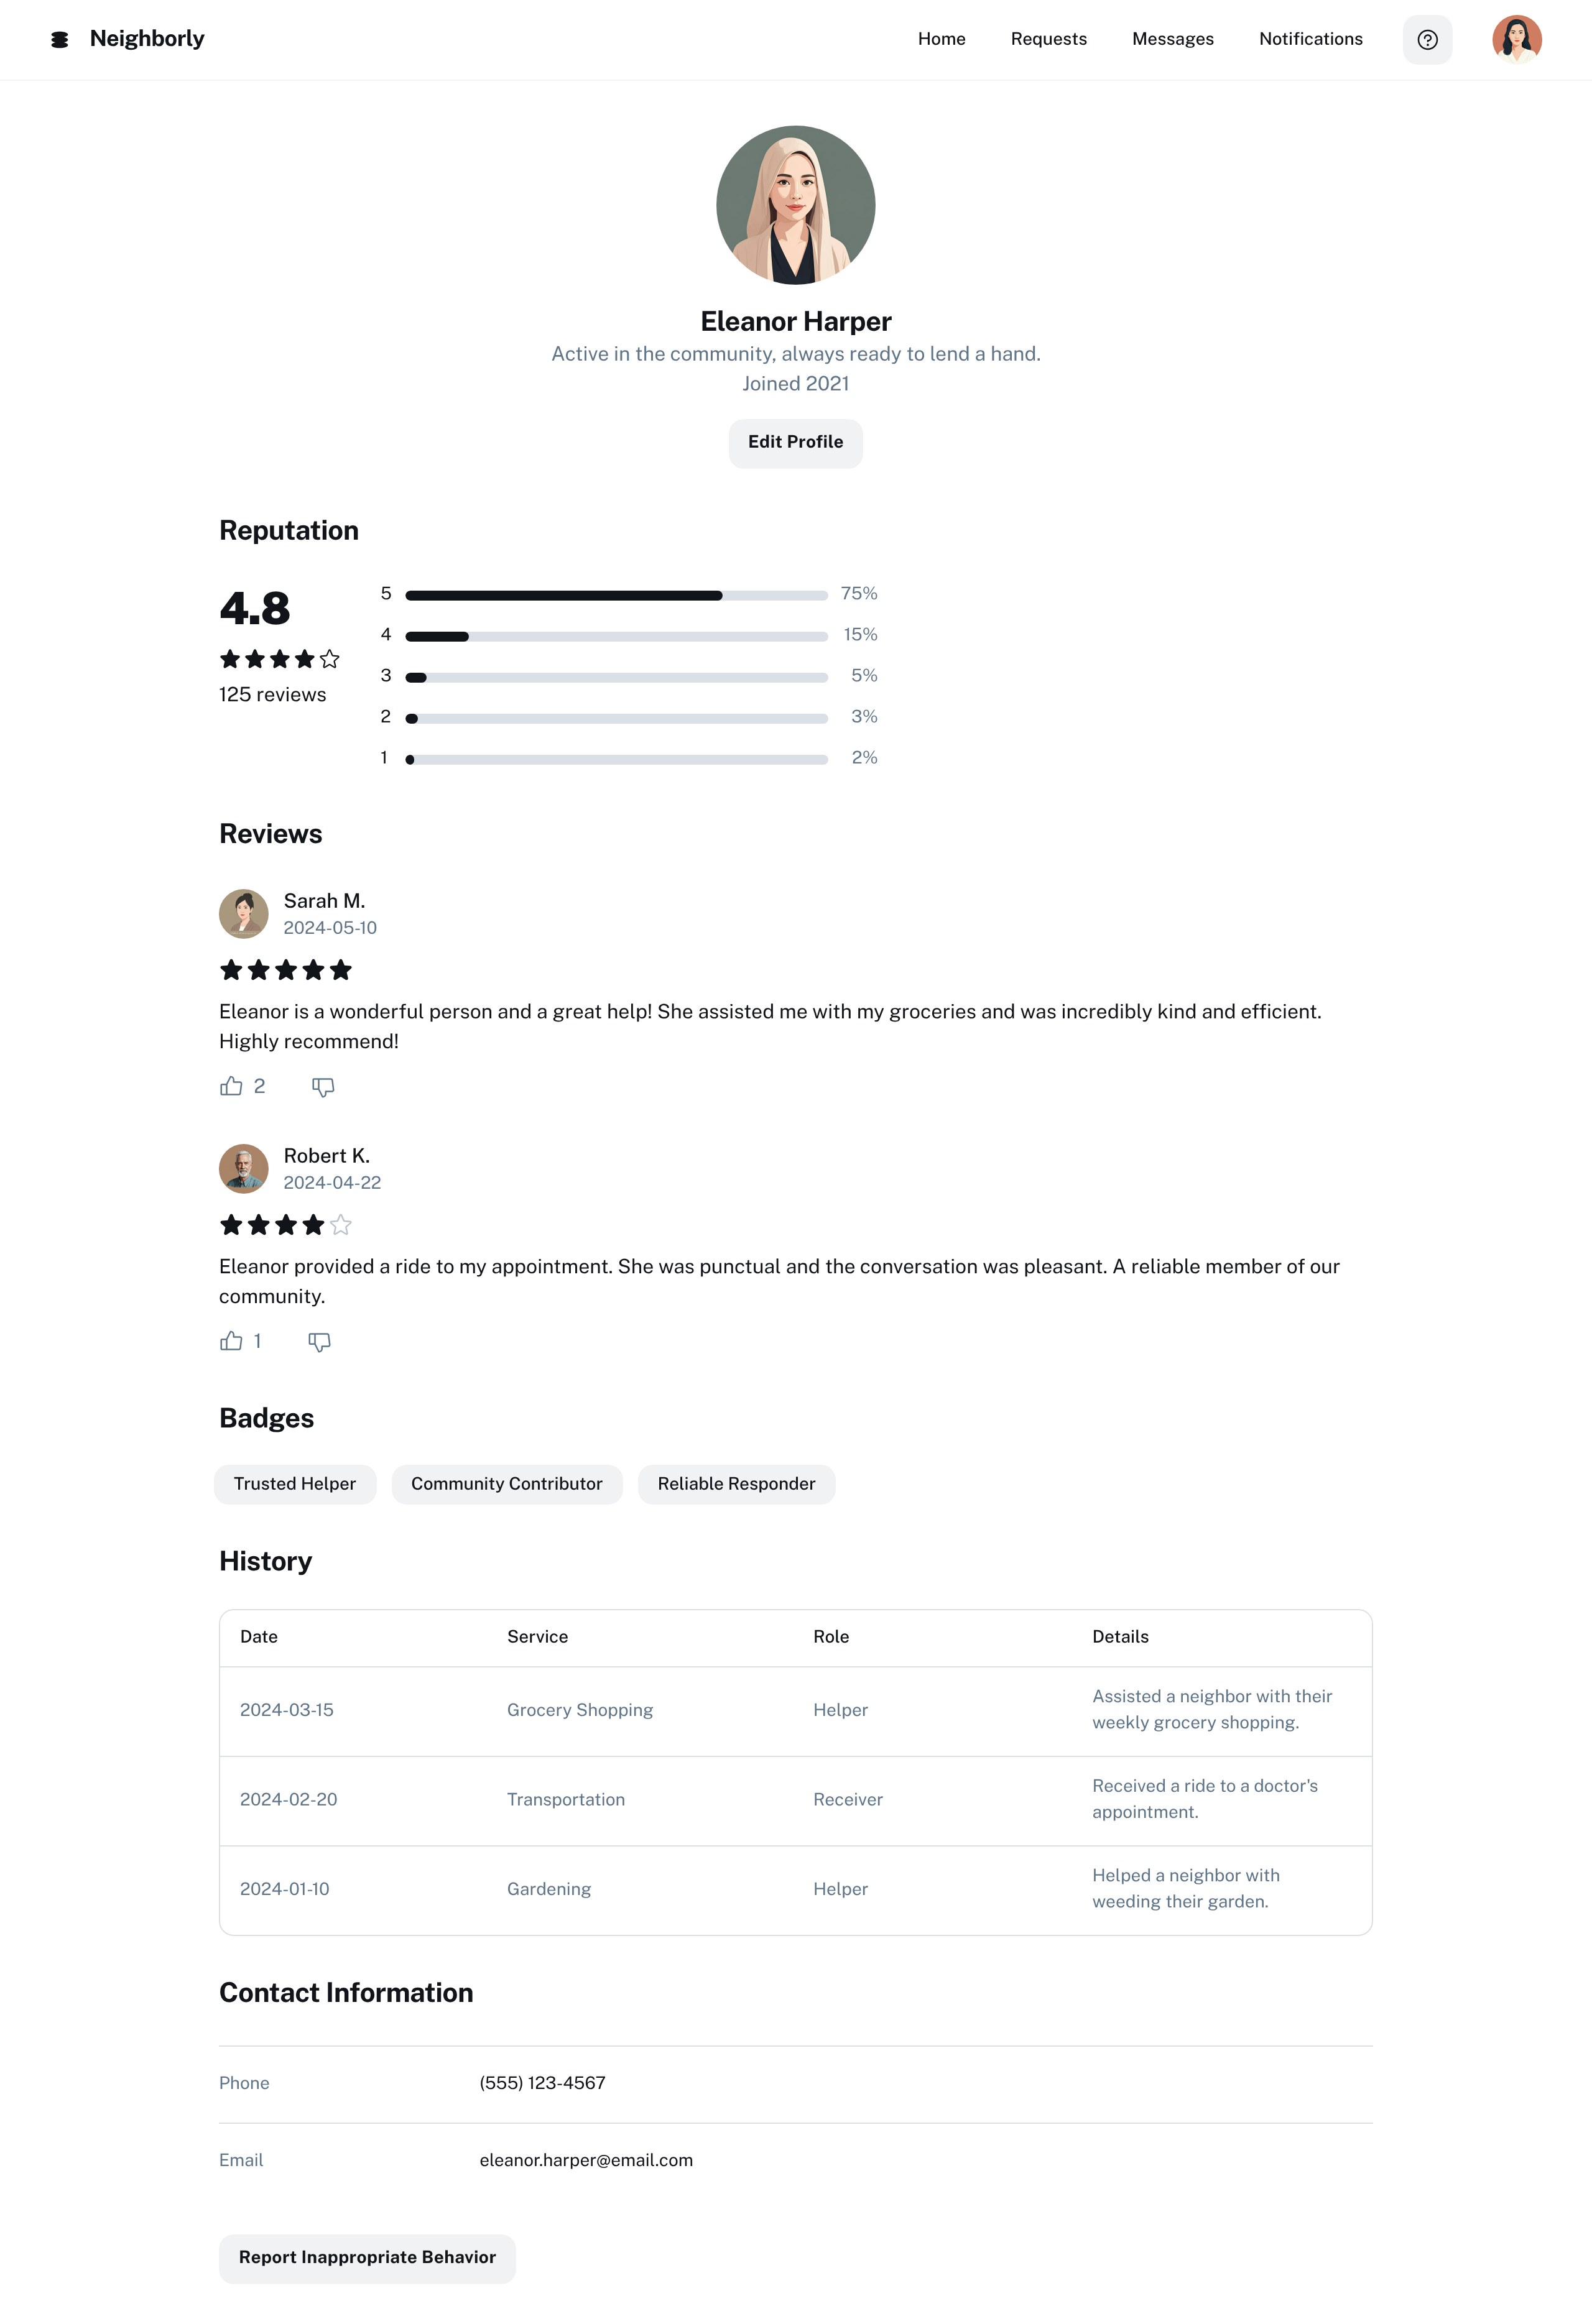 Neighborly
Home Requests Messages Notifications
Eleanor Harper
Active in the community, always ready to lend a hand.
Joined 2021
Edit Profile
Reputation
4.8
125 reviews
5 75%
4 15%
3 5%
2 3%
1 2%
Reviews
Sarah M.
2024-05-10
Eleanor is a wonderful person and a great help! She assisted me with my groceries and was incredibly kind and efficient.
Highly recommend!
2
Robert K.
2024-04-22
Eleanor provided a ride to my appointment. She was punctual and the conversation was pleasant. A reliable member of our
community.
1
Badges
Trusted Helper Community Contributor Reliable Responder
History
Date Service Role Details
2024-03-15 Grocery Shopping Helper Assisted a neighbor with their
weekly grocery shopping.
2024-02-20 Transportation Receiver Received a ride to a doctor's
appointment.
2024-01-10 Gardening Helper Helped a neighbor with
weeding their garden.
Contact Information
Phone (555) 123-4567
Email eleanor.harper@email.com
Report Inappropriate Behavior